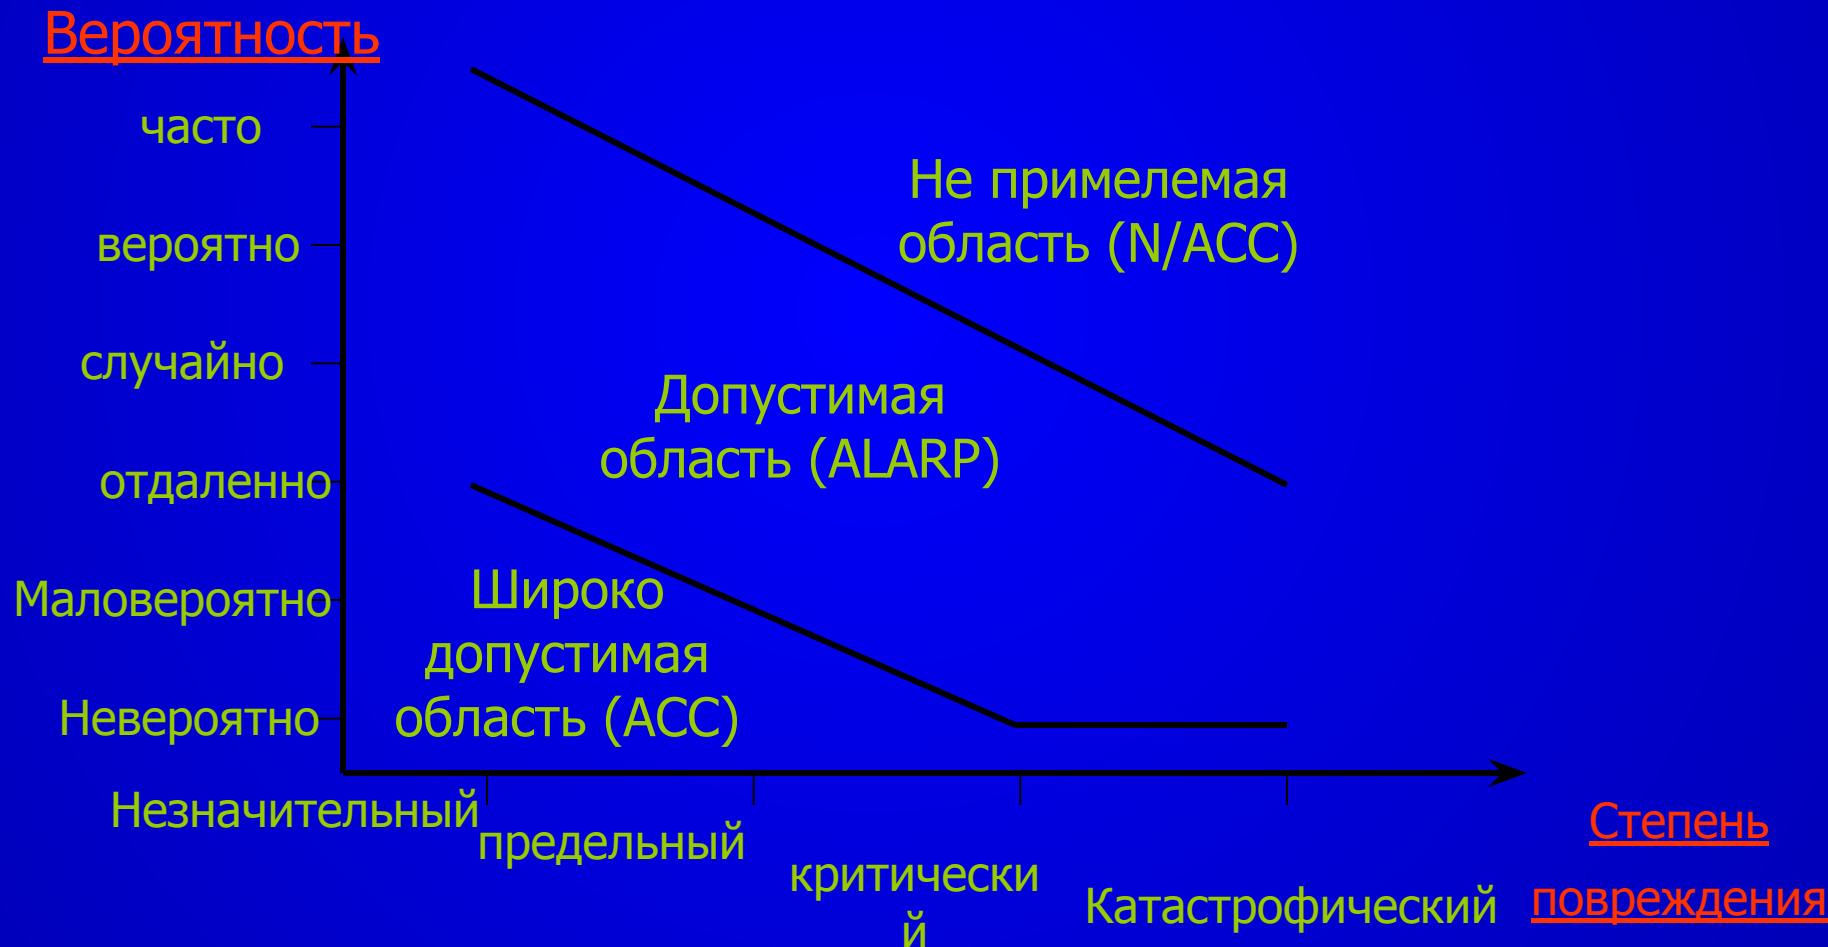 Вероятность
часто
вероятно
случайно
отдаленно
Маловероятно
Невероятно
Не примелемая
область (N/ACC)
Допустимая
область (ALARP)
Широко
допустимая
область (ACC)
Незначительный
предельный
критически
й
Катастрофический
Степень
повреждения